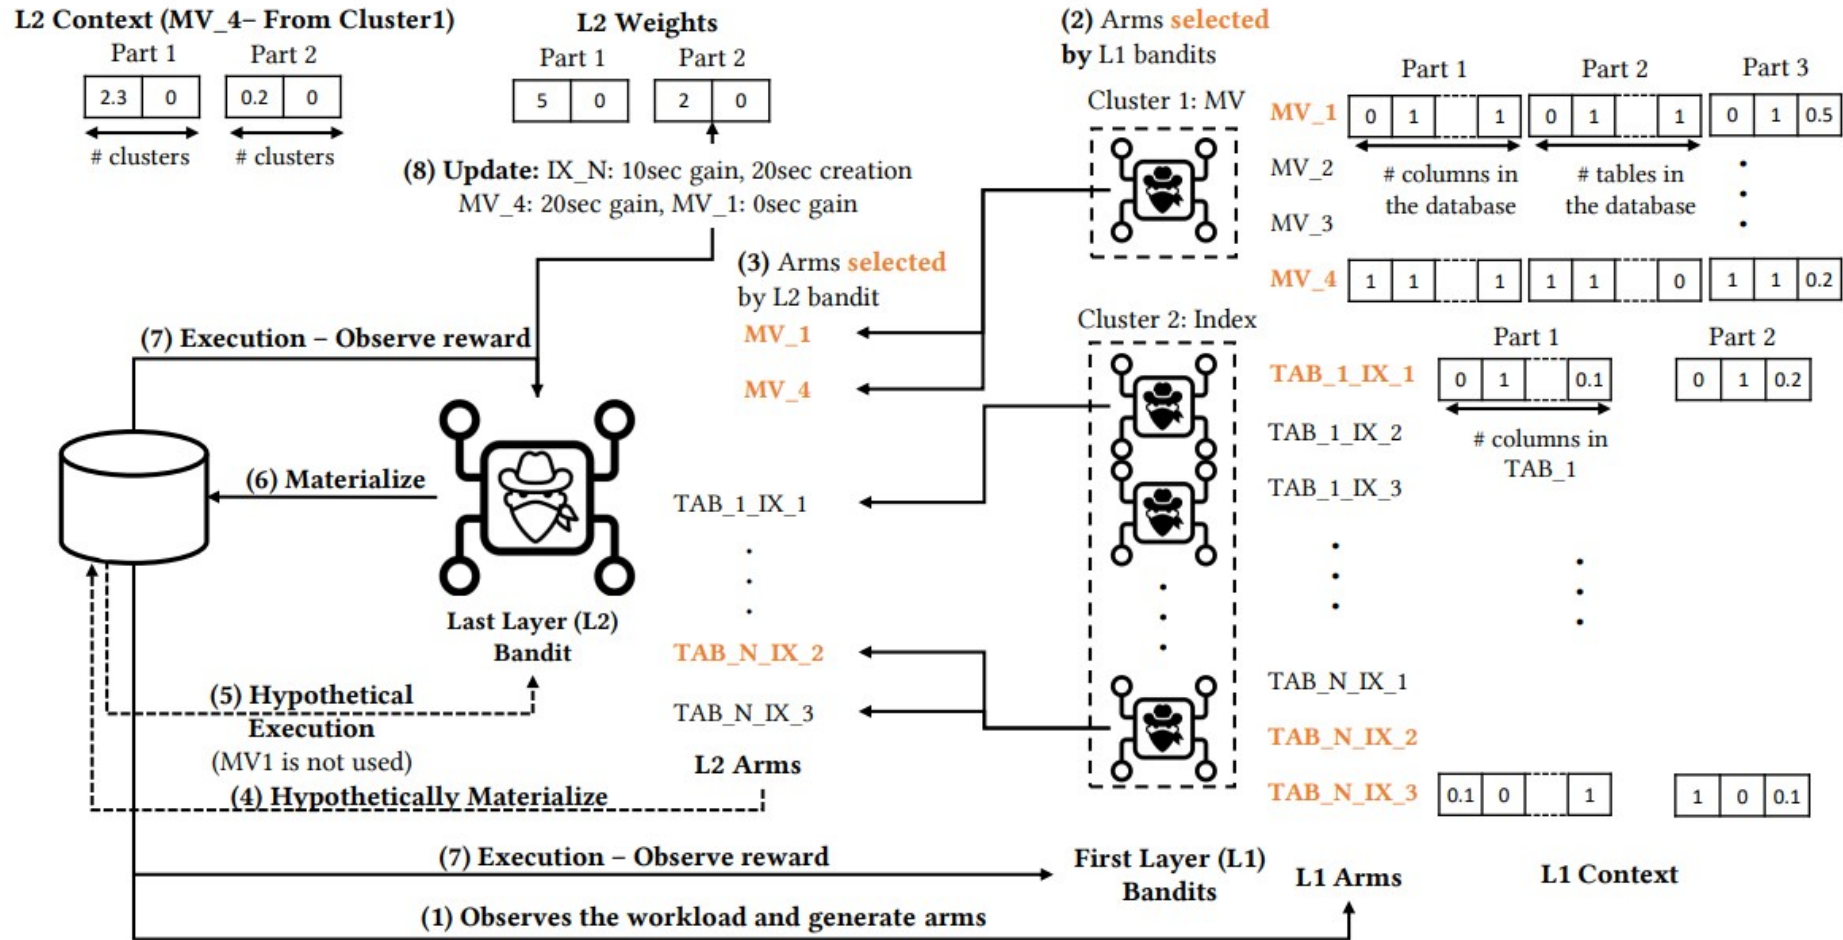 L2 Context (MV_4– From Cluster1)
Part 1 Part 2
2.3 0 0.2 0
# clusters # clusters
L2 Weights
Part 1 Part 2
5 0 2 0
(8) Update: IX_N: 10sec gain, 20sec creation
MV_4: 20sec gain, MV_1: 0sec gain
(2) Arms selected
by L1 bandits
Cluster 1: MV
Part 1 Part 2 Part 3
MV_1 0 1 1 0 1 1 0 1 0.5
# columns in
the database
# tables in
the database
MV_2
MV_3
MV_4 1 1 1 1 1 0 1 1 0.2
(3) Arms selected
by L2 bandit
MV_1
MV_4
TAB_1_IX_1
TAB_N_IX_2
TAB_N_IX_3
L2 Arms
Cluster 2: Index
Part 1 Part 2
TAB_1_IX_1 0 1 0.1 0 1 0.2
# columns in
TAB_1
TAB_1_IX_2
TAB_1_IX_3
TAB_N_IX_1
TAB_N_IX_2
TAB_N_IX_3 0.1 0 1 1 0 0.1
(7) Execution – Observe reward
(6) Materialize
Last Layer (L2)
Bandit
(5) Hypothetical
Execution
(MV1 is not used)
(4) Hypothetically Materialize
(7) Execution – Observe reward
First Layer (L1)
Bandits
L1 Arms
L1 Context
(1) Observes the workload and generate arms